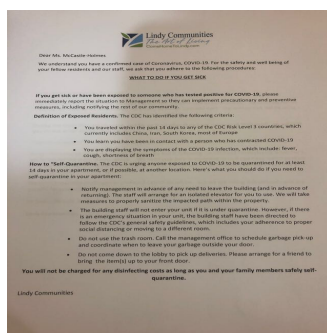 Lindy Communities
The Art of Living
Dear Ms. McCastle-Holmes
We understand you have a confirmed case of Coronavirus, COVID-19. For the safety and well being of
your fellow residents and our staff, we ask that you adhere to the following procedures:
WHAT TO DO IF YOU GET SICK
If you get sick or have been exposed to someone who has tested positive for COVID-19, please
immediately report the situation to Management so they can implement precautionary and preventive
measures, including notifying the rest of our community.
Definition of Exposed Residents. The CDC has identified the following criteria:
• You traveled within the past 14 days to any of the CDC Risk Level 3 countries, which
currently includes China, Iran, South Korea, most of Europe
• You learn you have been in contact with a person who has contracted COVID-19
• You are displaying the symptoms of the COVID-19 infection, which include: fever,
cough, shortness of breath
How to "Self-Quarantine. The CDC is urging anyone exposed to COVID-19 to be quarantined for at least
14 days in your apartment, or if possible, at another location. Here's what you should do if you need to
self-quarantine in your apartment:
• Notify management in advance of any need to leave the building (and in advance of
returning). The staff will arrange for an isolated elevator for you to use. We will take
measures to properly sanitize the impacted path within the property.
• The building staff will not enter your unit if it is under quarantine. However, if there
is an emergency situation in your unit, the building staff have been directed to
follow the CDC's general safety guidelines, which includes your adherence to proper
social distancing or moving to a different room.
• Do not use the trash room. Call the management office to schedule garbage pick-up
and coordinate when to leave your garbage outside your door.
• Do not come down to the lobby to pick up deliveries. Please arrange for a friend to
bring the item(s) up to your front door.
You will not be charged for any disinfecting costs as long as you and your family members safely self-
quarantine.
Lindy Communities